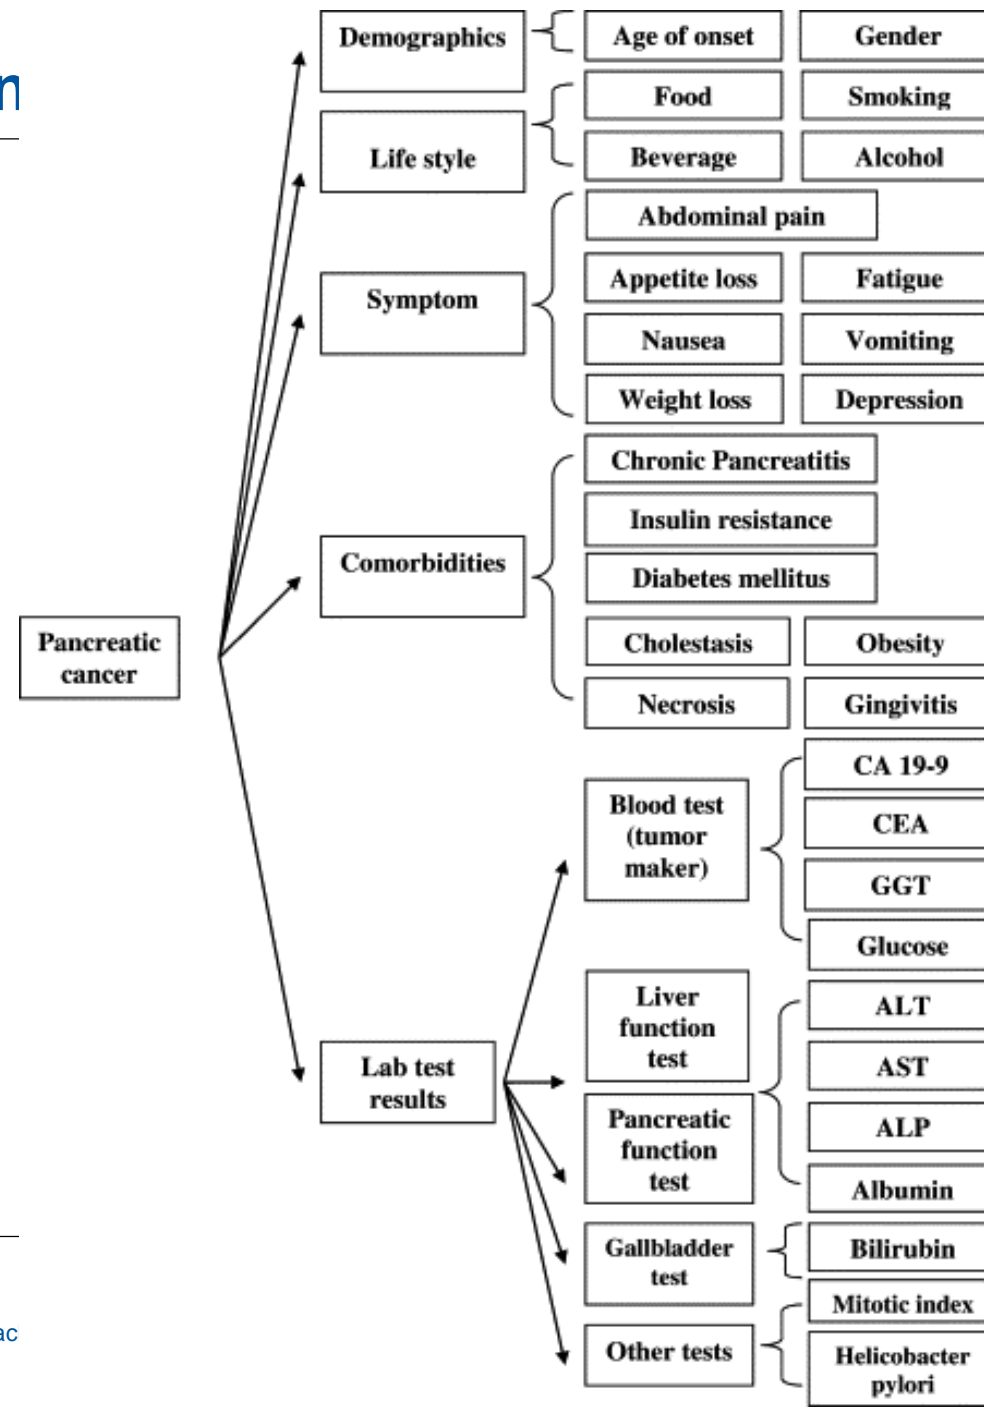 Demographics
Age of onset
Gender
Life style
Food
Smoking
Beverage
Alcohol
Symptom
Abdominal pain
Appetite loss
Fatigue
Nausea
Vomiting
Weight loss
Depression
Comorbidities
Chronic Pancreatitis
Insulin resistance
Diabetes mellitus
Cholestasis
Obesity
Necrosis
Gingivitis
Pancreatic
cancer
Lab test
results
Blood test
(tumor
maker)
CA 19-9
CEA
GGT
Glucose
Liver
function
test
Pancreatic
function
test
ALT
AST
ALP
Albumin
Gallbladder
test
Bilirubin
Other tests
Mitotic index
Helicobacter
pylori